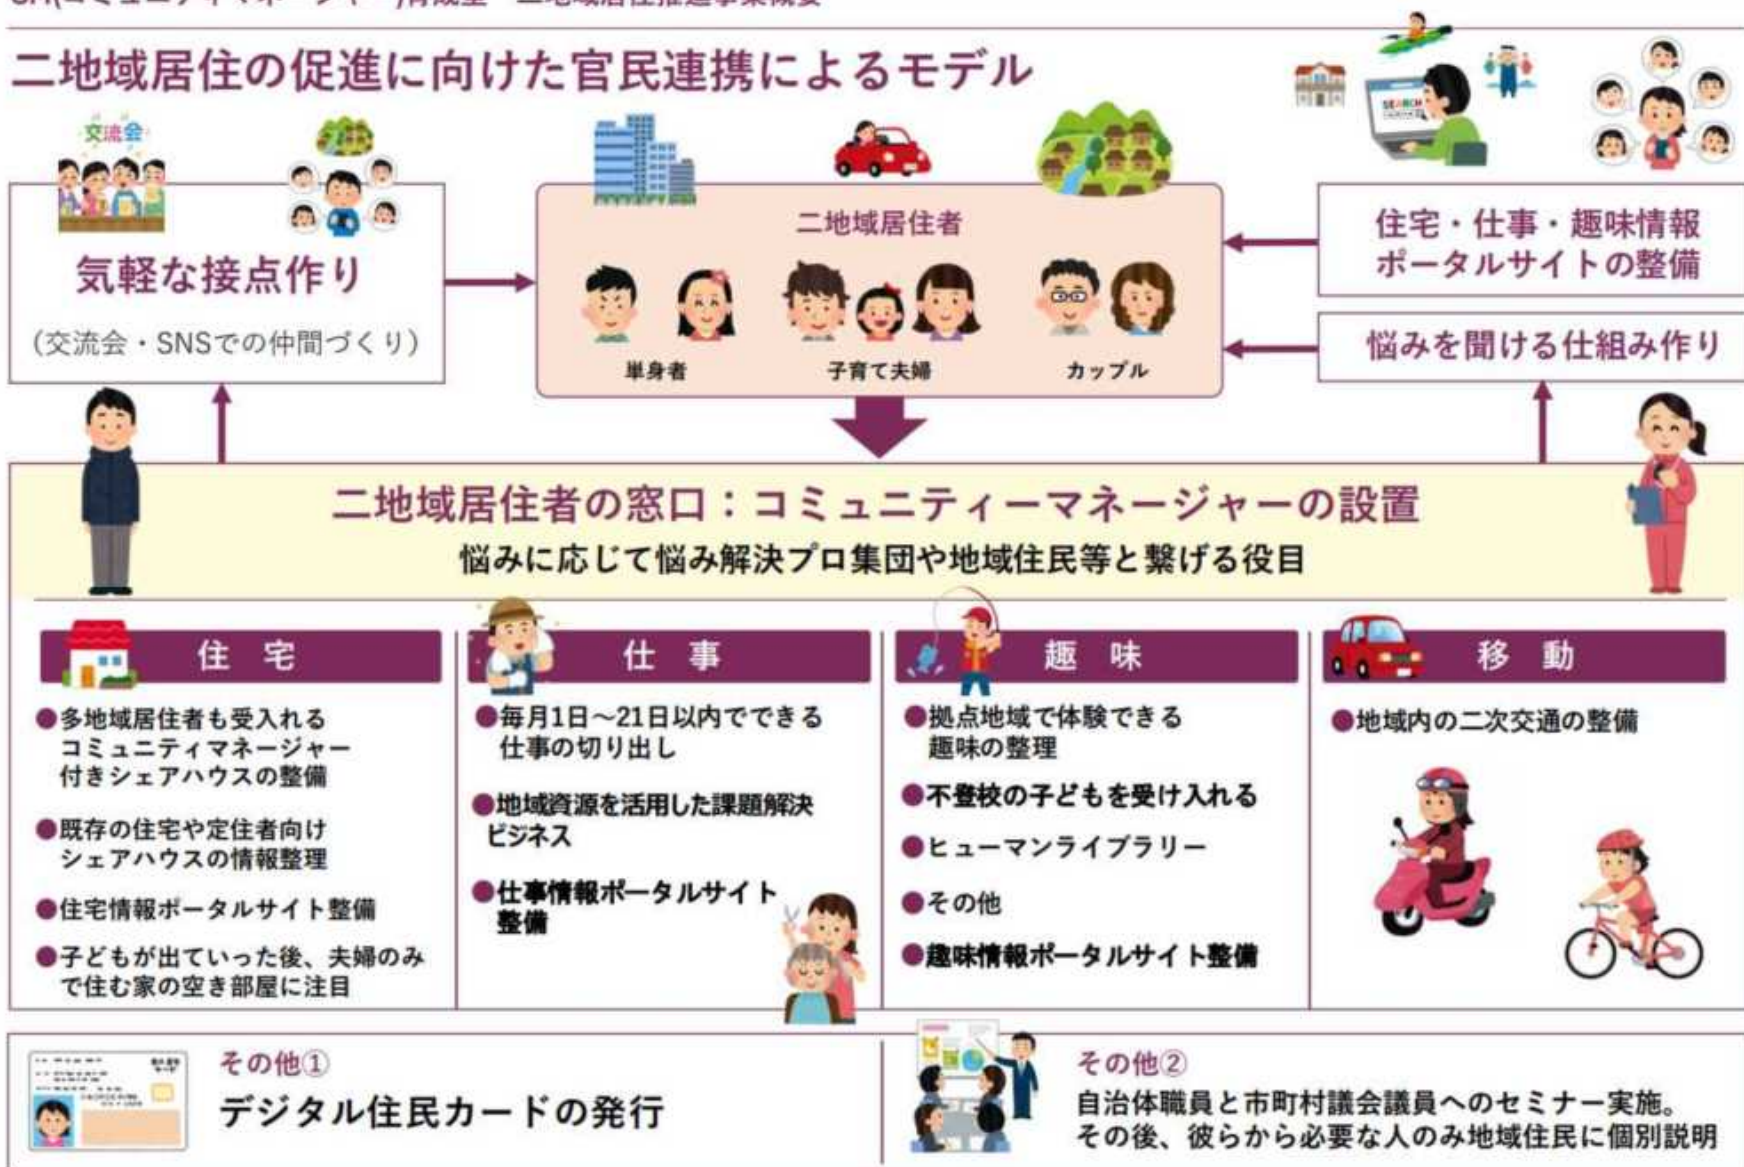 二地域居住の促進に向けた官民連携によるモデル
交流会
SEARCH
気軽な接点作り
（交流会・SNSでの仲間づくり）
二地域居住者
単身者
子育て夫婦
カップル
住宅・仕事・趣味情報
ポータルサイトの整備
悩みを聞ける仕組み作り
二地域居住者の窓口：コミュニティーマネージャーの設置
悩みに応じて悩み解決プロ集団や地域住民等と繋げる役目
住 宅
●多地域居住者も受入れる
コミュニティマネージャー
付きシェアハウスの整備
●既存の住宅や定住者向け
シェアハウスの情報整理
●住宅情報ポータルサイト整備
●子どもが出ていった後、夫婦のみ
で住む家の空き部屋に注目
仕 事
●毎月1日～21日以内でできる
仕事の切り出し
●地域資源を活用した課題解決
ビジネス
●仕事情報ポータルサイト
整備
趣 味
●拠点地域で体験できる
趣味の整理
●不登校の子どもを受け入れる
●ヒューマンライブラリー
●その他
●趣味情報ポータルサイト整備
移 動
●地域内の二次交通の整備
その他①
デジタル住民カードの発行
その他②
自治体職員と市町村議会議員へのセミナー実施。
その後、彼らから必要な人のみ地域住民に個別説明